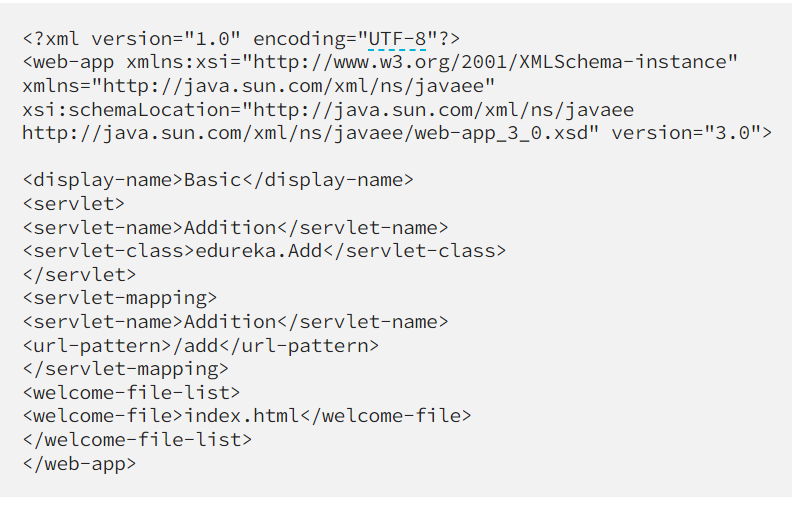 <?xml version="1.0" encoding="UTF-8"?>
<web-app xmlns:xsi="http://www.w3.org/2001/XMLSchema-instance"
xmlns="http://java.sun.com/xml/ns/javaee"
xsi:schemaLocation="http://java.sun.com/xml/ns/javaee
http://java.sun.com/xml/ns/javaee/web-app_3_0.xsd" version="3.0">
<display-name>Basic</display-name>
<servlet>
<servlet-name>Addition</servlet-name>
<servlet-class>edureka.Add</servlet-class>
</servlet>
<servlet-mapping>
<servlet-name>Addition</servlet-name>
<url-pattern>/add</url-pattern>
</servlet-mapping>
<welcome-file-list>
<welcome-file>index.html</welcome-file>
</welcome-file-list>
</web-app>